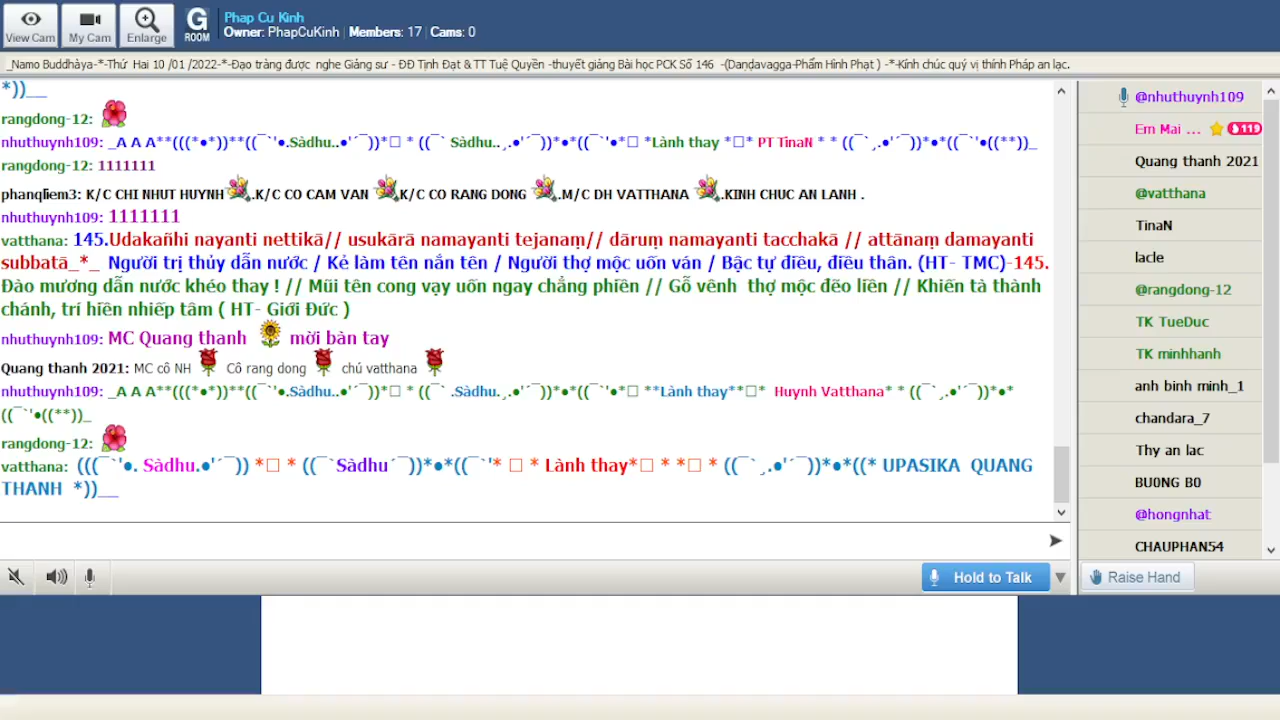 View Cam
My Cam
Enlarge
G
ROOM
Phap Cu Kinh
Owner: PhapCuKinh | Members: 17 | Cams: 0
_Namo Buddhàya-*-Thứ Hai 10 /01 /2022-*-Đạo tràng được nghe Giảng sư - ĐĐ Tịnh Đạt & TT Tuệ Quyền -thuyết giảng Bài học PCK Số 146 -(Daṇḍavagga-Phẩm Hình Phạt ) -*-Kính chúc quý vị thính Pháp an lạc.
*))__
rangdong-12:
nhuthuynh109: _A A A**(((*•*))**((¯`'•.Sàdhu..•'´¯))*□ * ((¯` Sàdhu..¸.•'´¯))*•*((¯`'•*□ *Lành thay *□* PT TinaN * * ((¯`¸.•'´¯))*•*((¯`'•((**))_
rangdong-12: 1111111
phanqliem3: K/C CHI NHUT HUYNH.K/C CO CAM VAN .K/C CO RANG DONG .M/C DH VATTHANA .KINH CHUC AN LANH .
nhuthuynh109: 1111111
vatthana: 145.Udakañhi nayanti nettikā// usukārā namayanti tejanaṃ// dāruṃ namayanti tacchakā // attānaṃ damayanti
subbatā_*_ Người trị thủy dẫn nước / Kẻ làm tên nắn tên / Người thợ mộc uốn ván / Bậc tự điều, điều thân. (HT- TMC)-145.
Đào mương dẫn nước khéo thay ! // Mũi tên cong vạy uốn ngay chẳng phiền // Gỗ vênh thợ mộc đẽo liền // Khiến tà thành
chánh, trí hiền nhiếp tâm ( HT- Giới Đức )
nhuthuynh109: MC Quang thanh mời bàn tay
Quang thanh 2021: MC cô NH Cô rang dong chú vatthana
nhuthuynh109: _A A A**(((*•*))**((¯`'•.Sàdhu..•'´¯))*□ * ((¯` .Sàdhu.¸.•'´¯))*•*((¯`'•*□ **Lành thay**□* Huynh Vatthana* * ((¯`¸.•'´¯))*•*
((¯`'•((**))_
rangdong-12:
vatthana: (((¯`'•. Sàdhu.•'´¯)) *□ * ((¯`Sàdhu´¯))*•*((¯`'* □ * Lành thay*□ * *□ * ((¯`¸.•'´¯))*•*((* UPASIKA QUANG
THANH *))__
Hold to Talk
@nhuthuynh109
Em Mai ... 119
Quang thanh 2021
@vatthana
TinaN
lacle
@rangdong-12
TK TueDuc
TK minhhanh
anh binh minh_1
chandara_7
Thy an lac
BU0NG B0
@hongnhat
CHAUPHAN54
Raise Hand